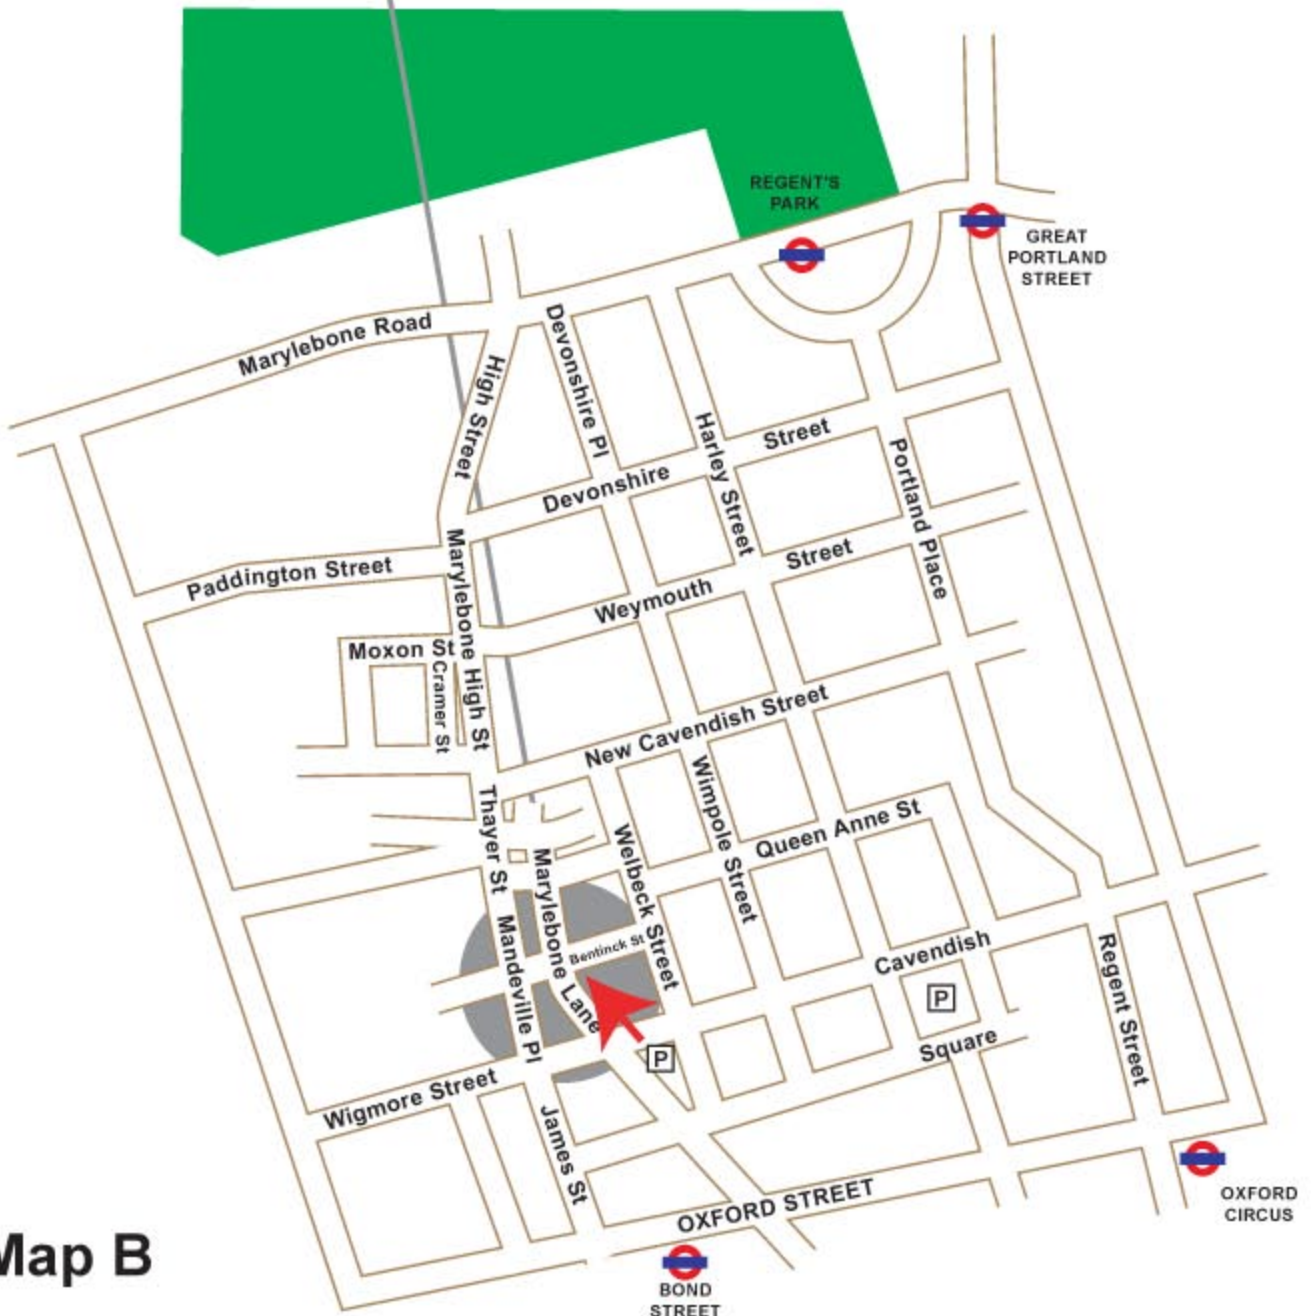 REGENT'S
PARK
GREAT
PORTLAND
STREET
Marylebone Road
High Street
Devonshire Pl
Harley Street
Devonshire Street
Portland Place
Paddington Street
Marylebone High St
Weymouth Street
Moxon St
Cramer St
New Cavendish Street
Wimpole Street
Thayer St
Welbeck Street
Queen Anne St
Marylebone Lane
Mandeville Pl
Bentinck St
Cavendish
P
Square
Regent Street
P
Wigmore Street
James St
OXFORD STREET
OXFORD
CIRCUS
BOND
STREET
Map B